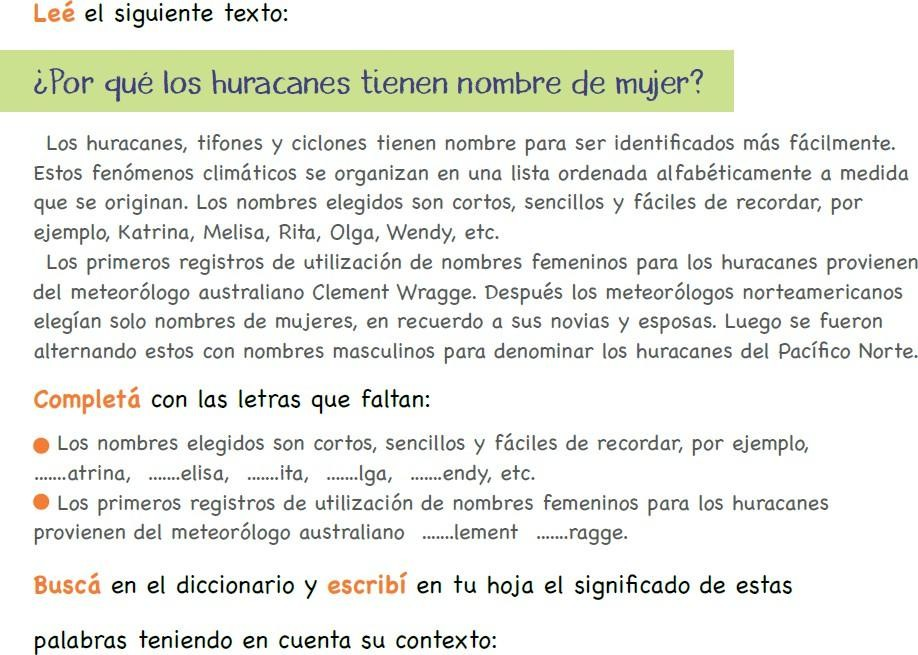 Leé el siguiente texto:
¿Por qué los huracanes tienen nombre de mujer?
Los huracanes, tifones y ciclones tienen nombre para ser identificados más fácilmente.
Estos fenómenos climáticos se organizan en una lista ordenada alfabéticamente a medida
que se originan. Los nombres elegidos son cortos, sencillos y fáciles de recordar, por
ejemplo, Katrina, Melisa, Rita, Olga, Wendy, etc.
Los primeros registros de utilización de nombres femeninos para los huracanes provienen
del meteorólogo australiano Clement Wragge. Después los meteorólogos norteamericanos
elegían solo nombres de mujeres, en recuerdo a sus novias y esposas. Luego se fueron
alternando estos con nombres masculinos para denominar los huracanes del Pacífico Norte.
Completá con las letras que faltan:
● Los nombres elegidos son cortos, sencillos y fáciles de recordar, por ejemplo,
.......atrina, .......elisa, .......ita, .......lga, .......endy, etc.
● Los primeros registros de utilización de nombres femeninos para los huracanes
provienen del meteorólogo australiano .......lement .......ragge.
Buscá en el diccionario y escribí en tu hoja el significado de estas
palabras teniendo en cuenta su contexto: